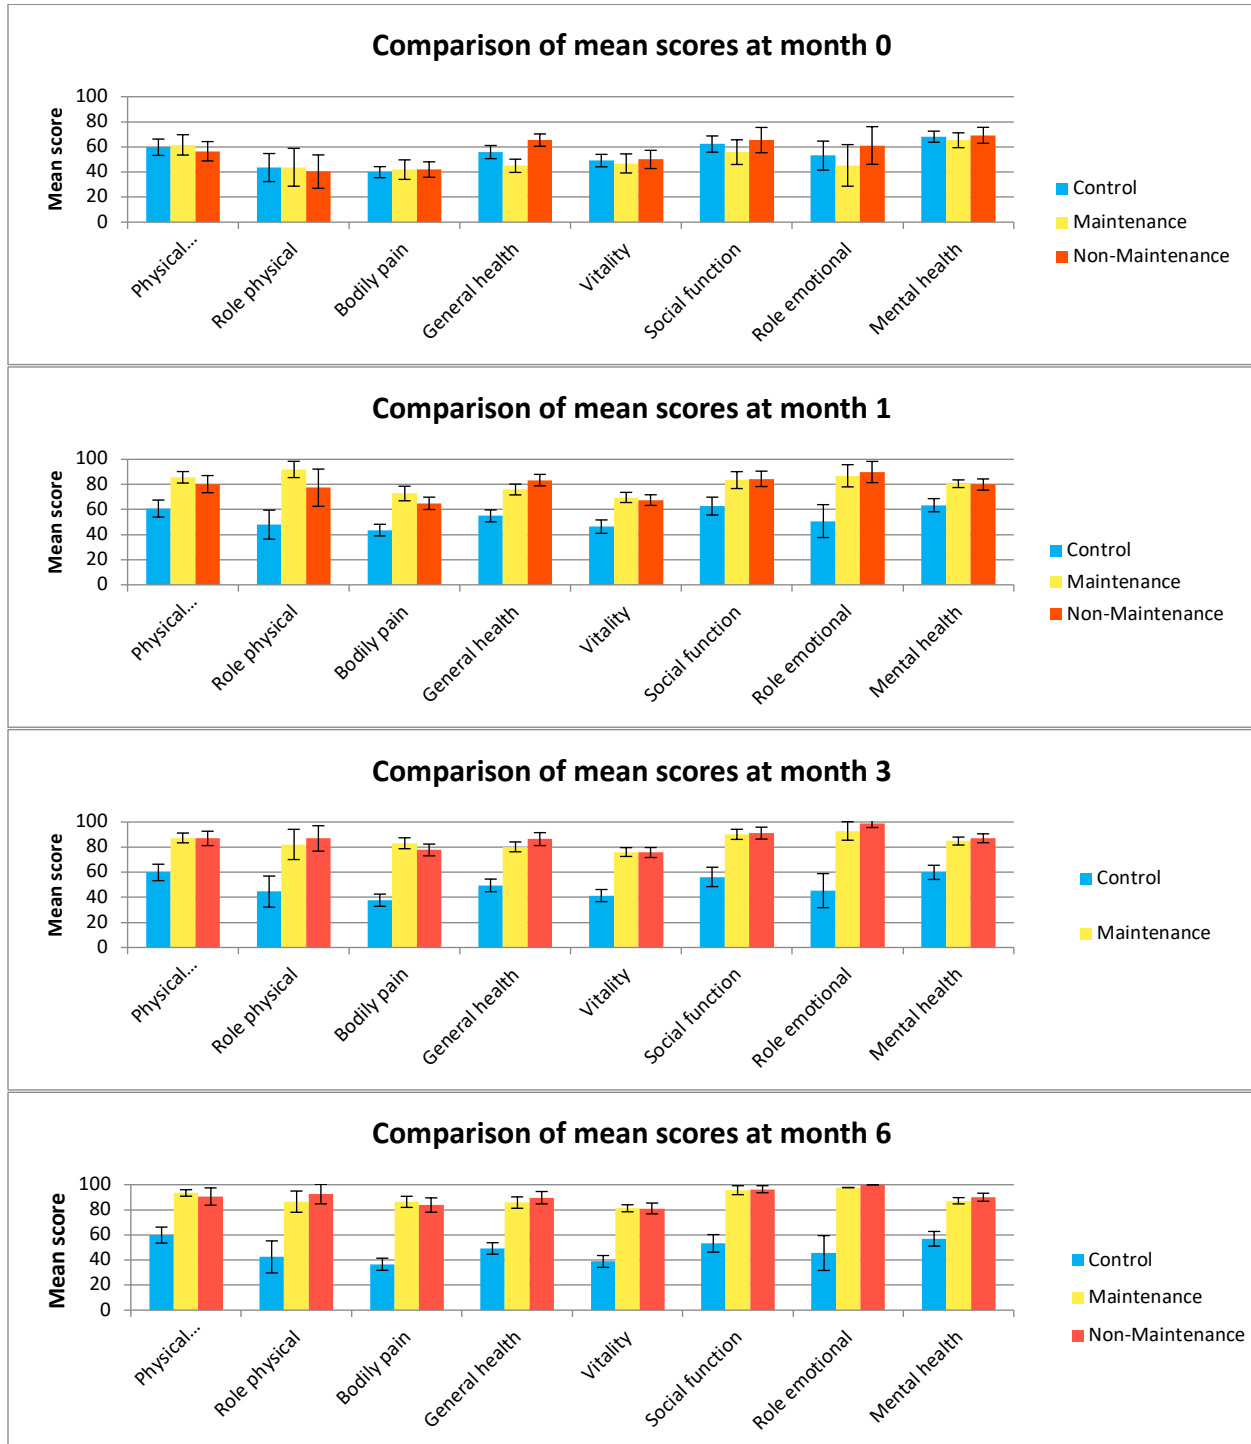 Comparison of mean scores at month 0
Mean score
100
80
60
40
20
0
Physical...
Role physical
Bodily pain
General health
Vitality
Social function
Role emotional
Mental health
Control
Maintenance
Non-Maintenance
Comparison of mean scores at month 1
Mean score
100
80
60
40
20
0
Physical...
Role physical
Bodily pain
General health
Vitality
Social function
Role emotional
Mental health
Control
Maintenance
Non-Maintenance
Comparison of mean scores at month 3
Mean score
100
80
60
40
20
0
Physical...
Role physical
Bodily pain
General health
Vitality
Social function
Role emotional
Mental health
Control
Maintenance
Comparison of mean scores at month 6
Mean score
100
80
60
40
20
0
Physical...
Role physical
Bodily pain
General health
Vitality
Social function
Role emotional
Mental health
Control
Maintenance
Non-Maintenance